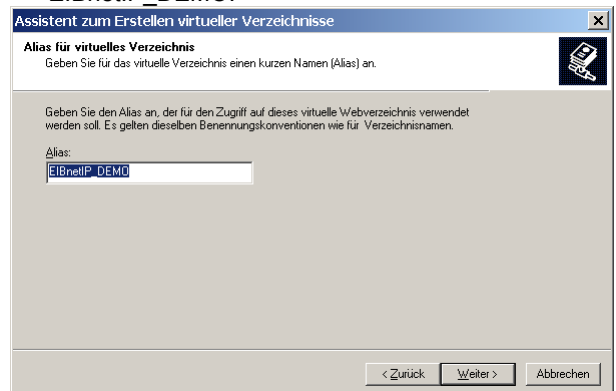 EIBnetIP_DEMO.
Assistent zum Erstellen virtueller Verzeichnisse
Alias für virtuelles Verzeichnis
Geben Sie für das virtuelle Verzeichnis einen kurzen Namen (Alias) an.
Geben Sie den Alias an, der für den Zugriff auf dieses virtuelle Webverzeichnis verwendet
werden soll. Es gelten dieselben Benennungskonventionen wie für Verzeichnisnamen.
Alias:
EIBnetIP_DEMO
< Zurück Weiter > Abbrechen